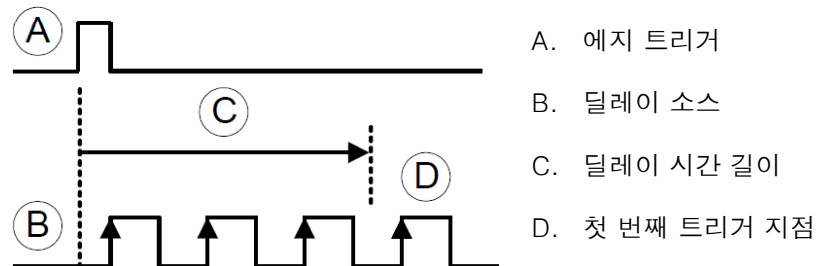 A
A. 에지 트리거
B. 딜레이 소스
C
C. 딜레이 시간 길이
D
B
D. 첫 번째 트리거 지점